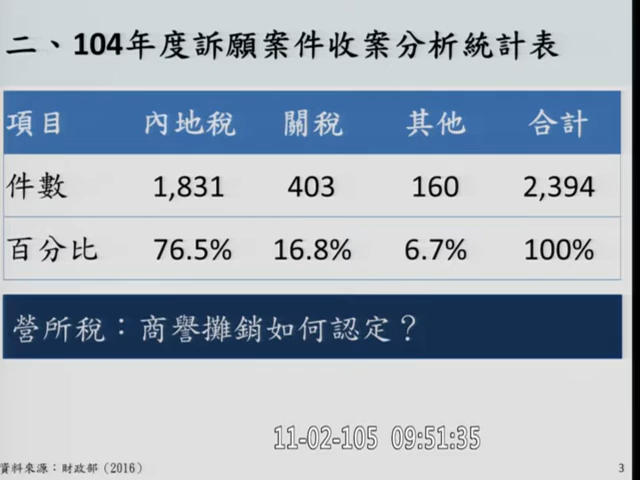 二、104年度訴願案件收案分析統計表
項目 內地稅 關稅 其他 合計
件數 1,831 403 160 2,394
百分比 76.5% 16.8% 6.7% 100%
營所稅：商譽攤銷如何認定？
11-02-105 09:51:35
資料來源：財政部（2016） 3